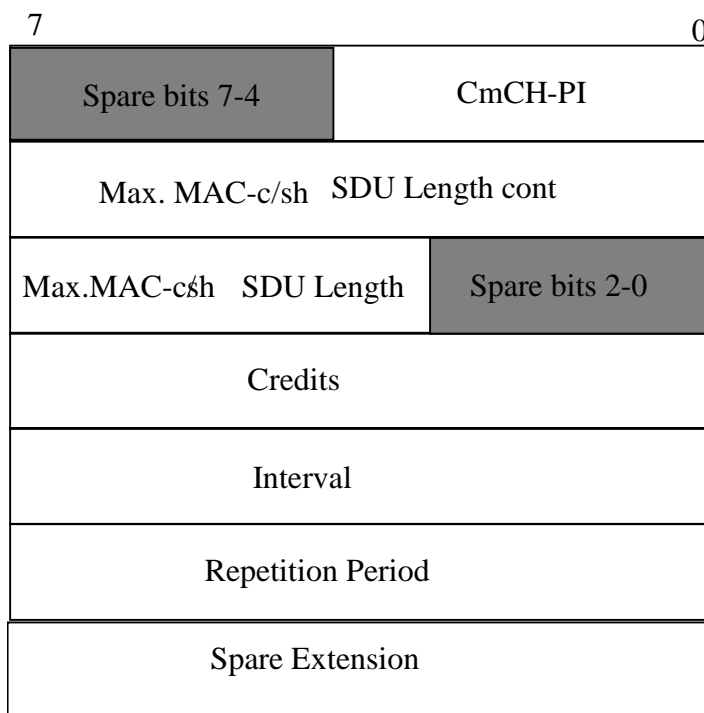 7 0
Spare bits 7-4 CmCH-PI
Max. MAC-c/sh SDU Length cont
Max.MAC-c/sh SDU Length Spare bits 2-0
Credits
Interval
Repetition Period
Spare Extension